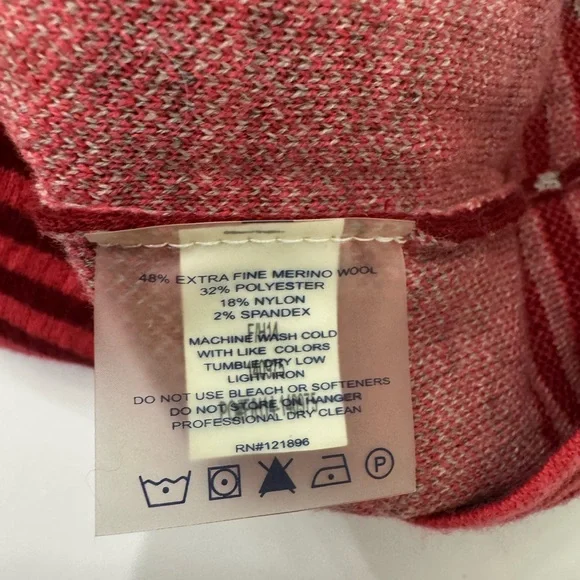 48% EXTRA FINE MERINO WOOL
32% POLYESTER
18% NYLON
2% SPANDEX
F/H14
MACHINE WASH COLD
WITH LIKE COLORS
TUMBLE DRY LOW
LIGHT IRON
DO NOT USE BLEACH OR SOFTENERS
DO NOT STORE ON HANGER
PROFESSIONAL DRY CLEAN
RN#121896
P